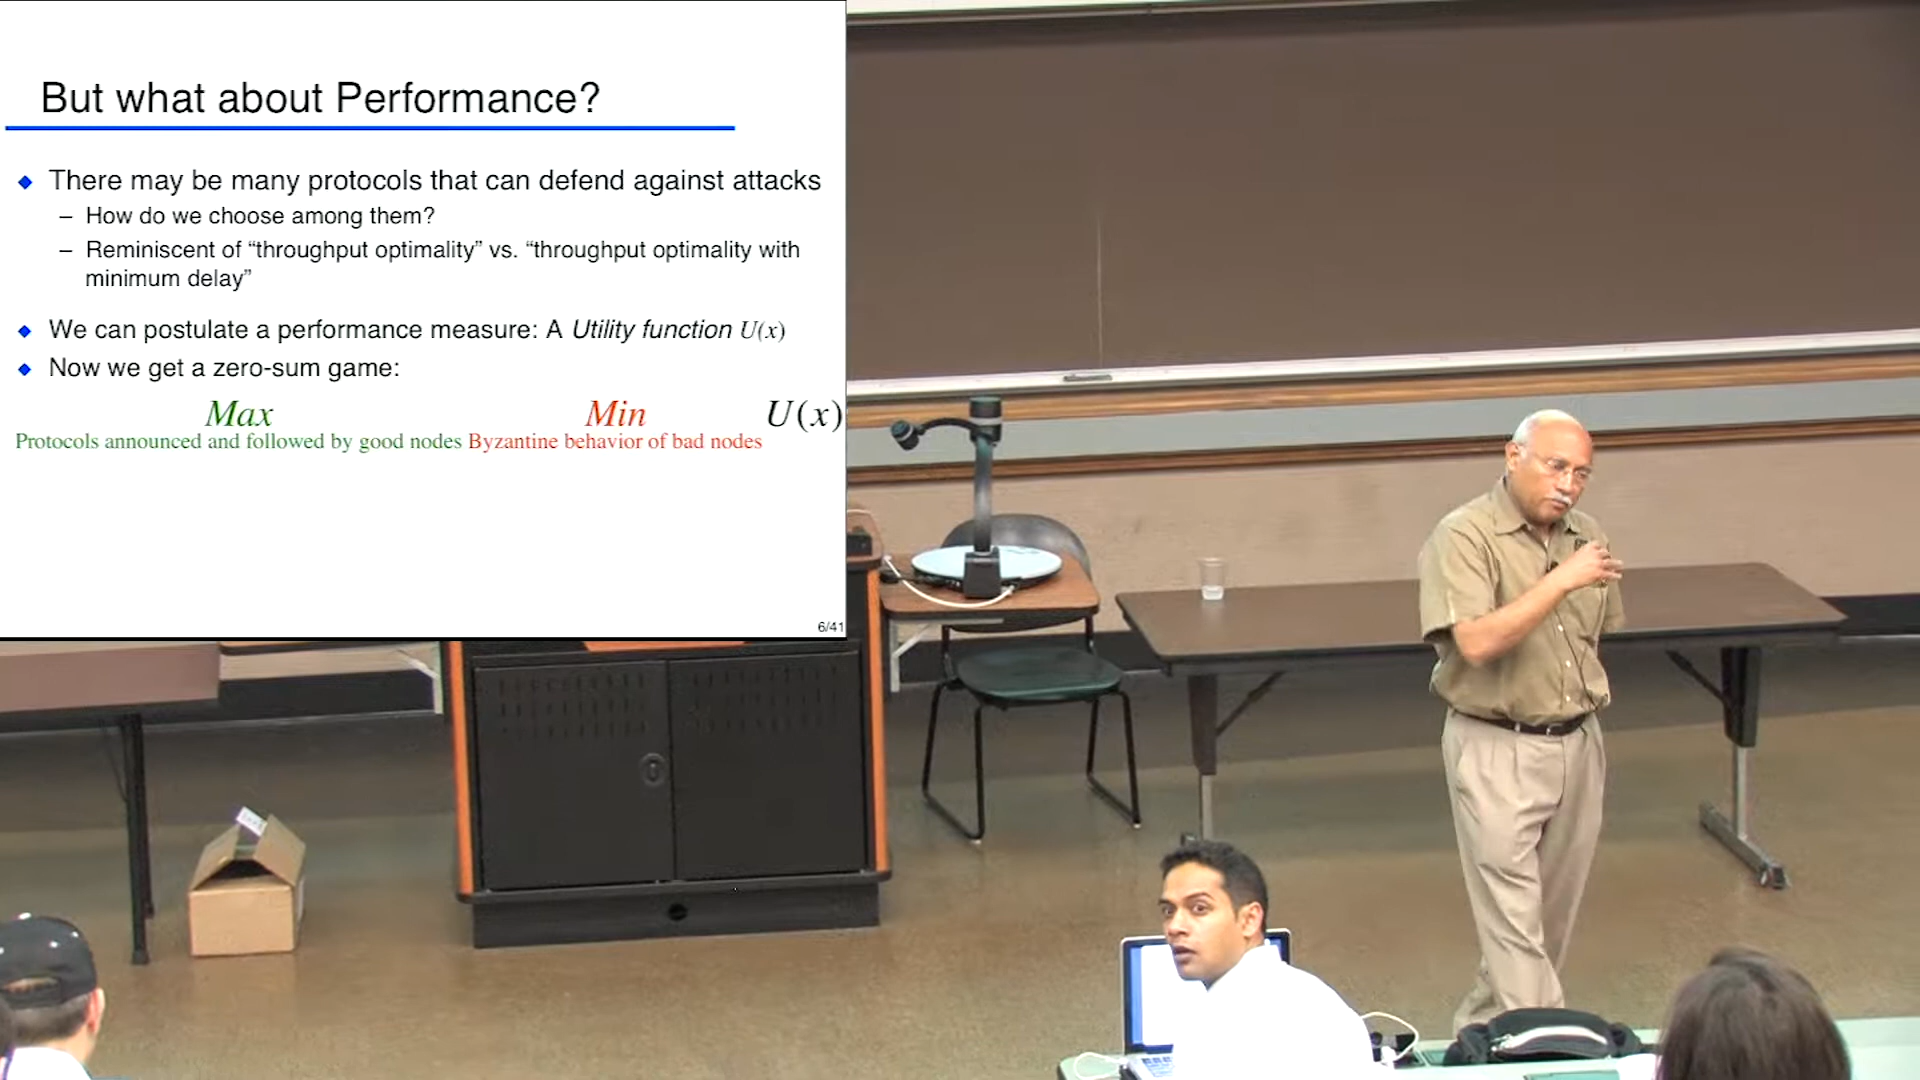 But what about Performance?
There may be many protocols that can defend against attacks
– How do we choose among them?
– Reminiscent of “throughput optimality” vs. “throughput optimality with
minimum delay”
We can postulate a performance measure: A Utility function U(x)
Now we get a zero-sum game:
Max Min U(x)
Protocols announced and followed by good nodes Byzantine behavior of bad nodes
6/41